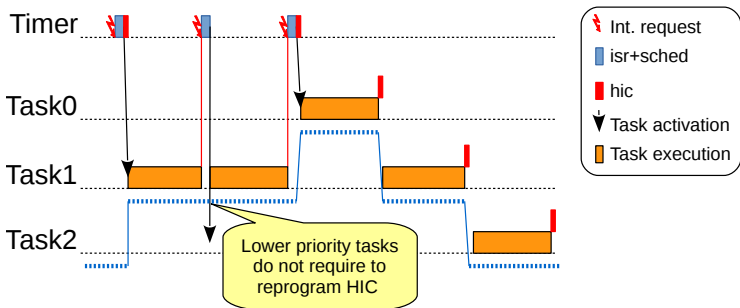 Timer
Task0
Task1
Task2
Lower priority tasks
do not require to
reprogram HIC
Int. request
isr+sched
hic
Task activation
Task execution